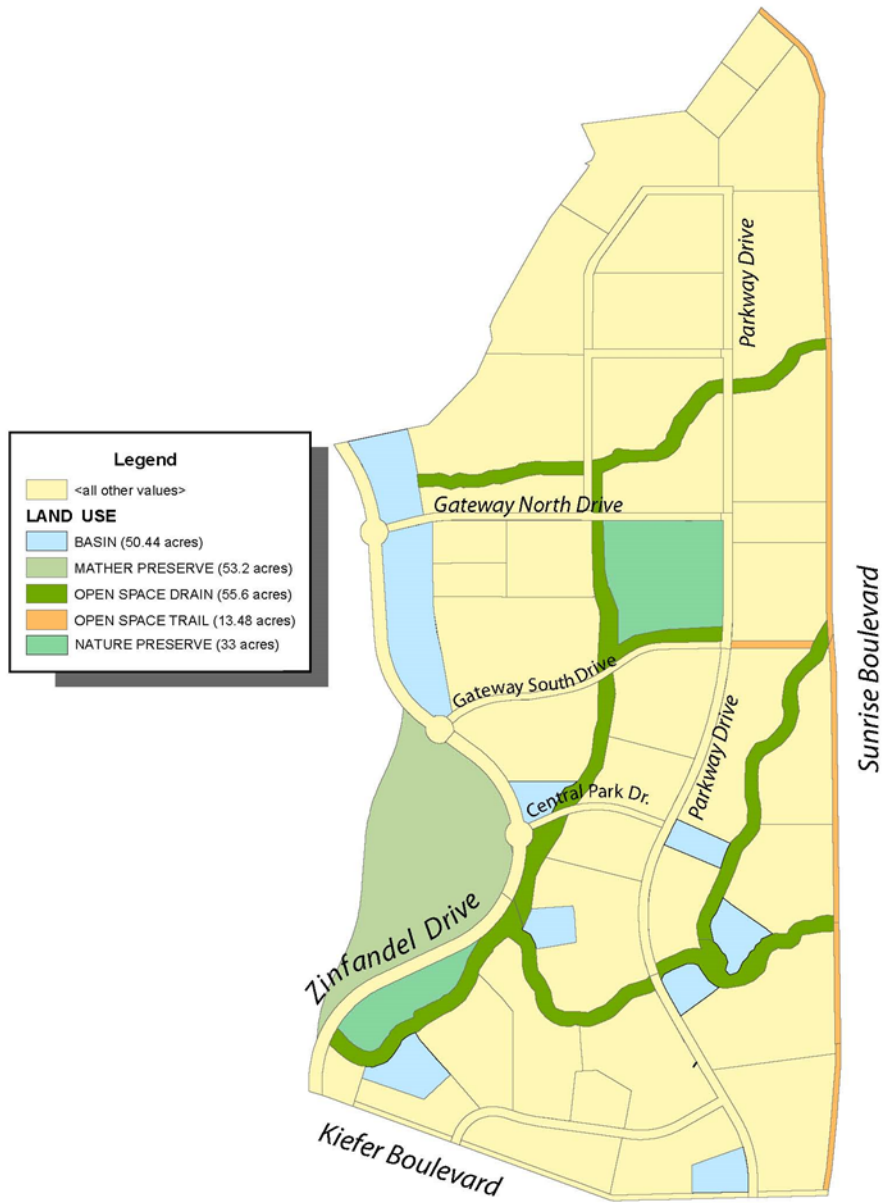 Parkway Drive
Legend
<all other values>
LAND USE
BASIN (50.44 acres)
MATHER PRESERVE (53.2 acres)
OPEN SPACE DRAIN (55.6 acres)
OPEN SPACE TRAIL (13.48 acres)
NATURE PRESERVE (33 acres)
Gateway North Drive
Gateway South Drive
Sunrise Boulevard
Parkway Drive
Central Park Dr.
Zinfandel Drive
Kiefer Boulevard